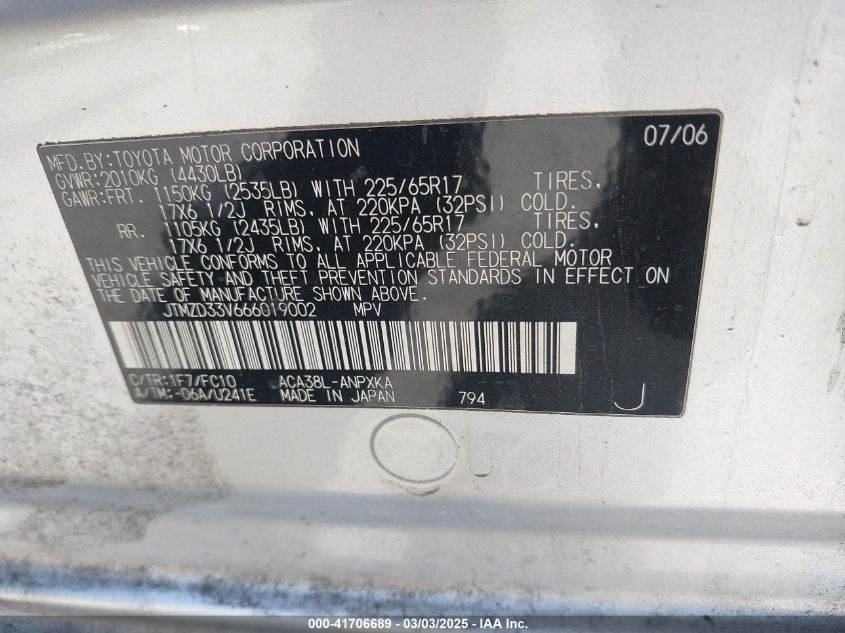 07/06
MFD.BY:TOYOTA MOTOR CORPORATION
GVWR:2010KG (4430LB)
GAWR:FRT. 1150KG (2535LB) WITH 225/65R17 TIRES,
17X6 1/2J RIMS, AT 220KPA (32PSI) COLD.
RR. 1105KG (2435LB) WITH 225/65R17 TIRES,
17X6 1/2J RIMS, AT 220KPA (32PSI) COLD.
THIS VEHICLE CONFORMS TO ALL APPLICABLE FEDERAL MOTOR
VEHICLE SAFETY AND THEFT PREVENTION STANDARDS IN EFFECT ON
THE DATE OF MANUFACTURE SHOWN ABOVE.
JTMZD33V666019002 MPV
C/TR:1F7/FC10 ACA38L-ANPXKA
A/TM:-06A/U241E MADE IN JAPAN 794 J
000-41706689 - 03/03/2025 - IAA Inc.